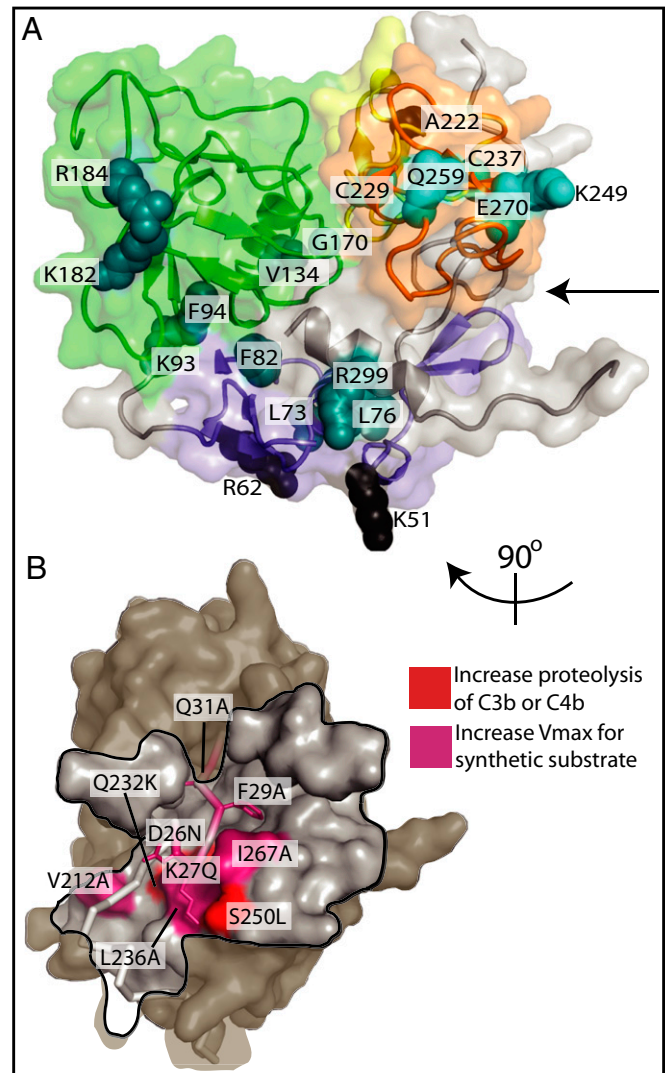 A
A222
R184
C237
Q259
C229
K249
E270
G170
K182
V134
F94
F82
K93
R299
L73
L76
R62
K51
B
90o
Increase proteolysis
of C3b or C4b
Increase Vmax for
synthetic substrate
Q31A
Q232K
F29A
D26N
I267A
K27Q
V212A
S250L
L236A